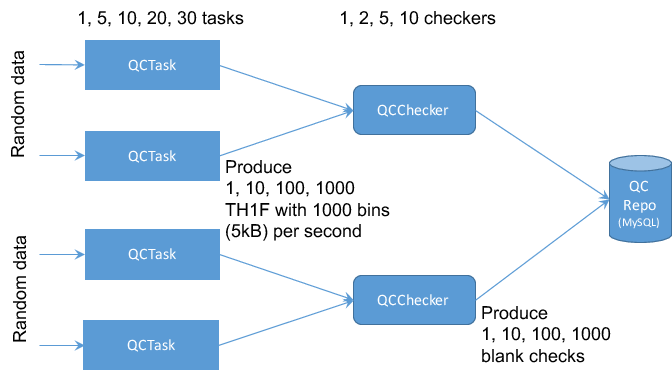 1, 5, 10, 20, 30 tasks
1, 2, 5, 10 checkers
Random data
QCTask
QCTask
QCChecker
Produce
1, 10, 100, 1000
TH1F with 1000 bins
(5kB) per second
QC
Repo
(MySQL)
Random data
QCTask
QCTask
QCChecker
Produce
1, 10, 100, 1000
blank checks